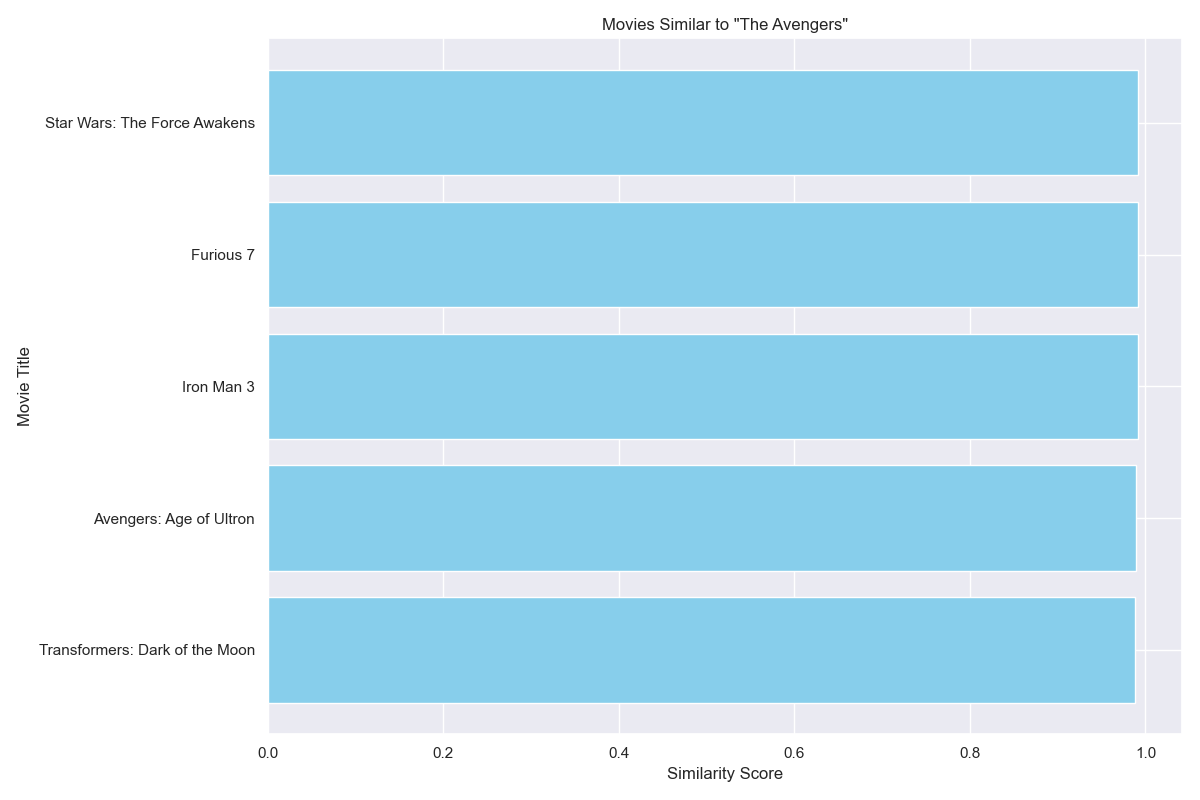 Movies Similar to "The Avengers"
Star Wars: The Force Awakens
Furious 7
Iron Man 3
Avengers: Age of Ultron
Transformers: Dark of the Moon
Movie Title
0.0 0.2 0.4 0.6 0.8 1.0
Similarity Score